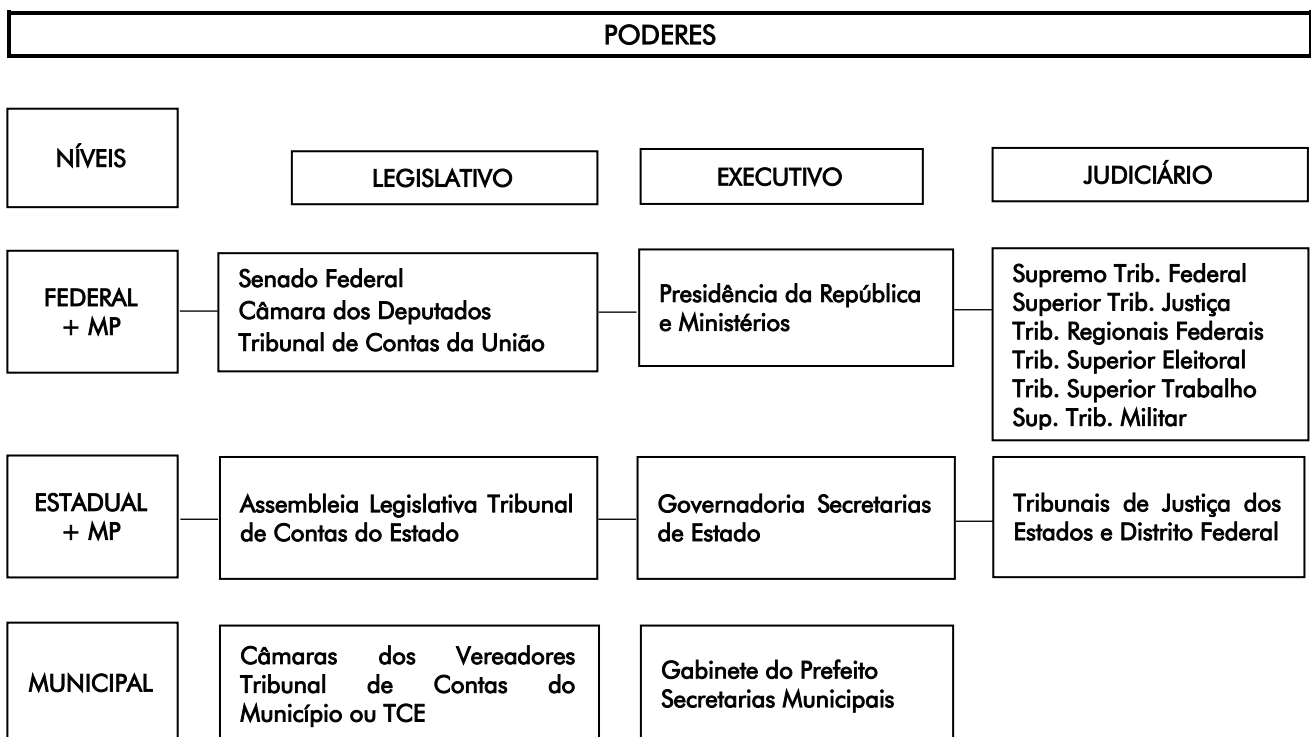 PODERES
NÍVEIS
LEGISLATIVO
EXECUTIVO
JUDICIÁRIO
FEDERAL
+ MP
Senado Federal
Câmara dos Deputados
Tribunal de Contas da União
Presidência da República
e Ministérios
Supremo Trib. Federal
Superior Trib. Justiça
Trib. Regionais Federais
Trib. Superior Eleitoral
Trib. Superior Trabalho
Sup. Trib. Militar
ESTADUAL
+ MP
Assembleia Legislativa Tribunal
de Contas do Estado
Governadoria Secretarias
de Estado
Tribunais de Justiça dos
Estados e Distrito Federal
MUNICIPAL
Câmaras dos Vereadores
Tribunal de Contas do
Município ou TCE
Gabinete do Prefeito
Secretarias Municipais